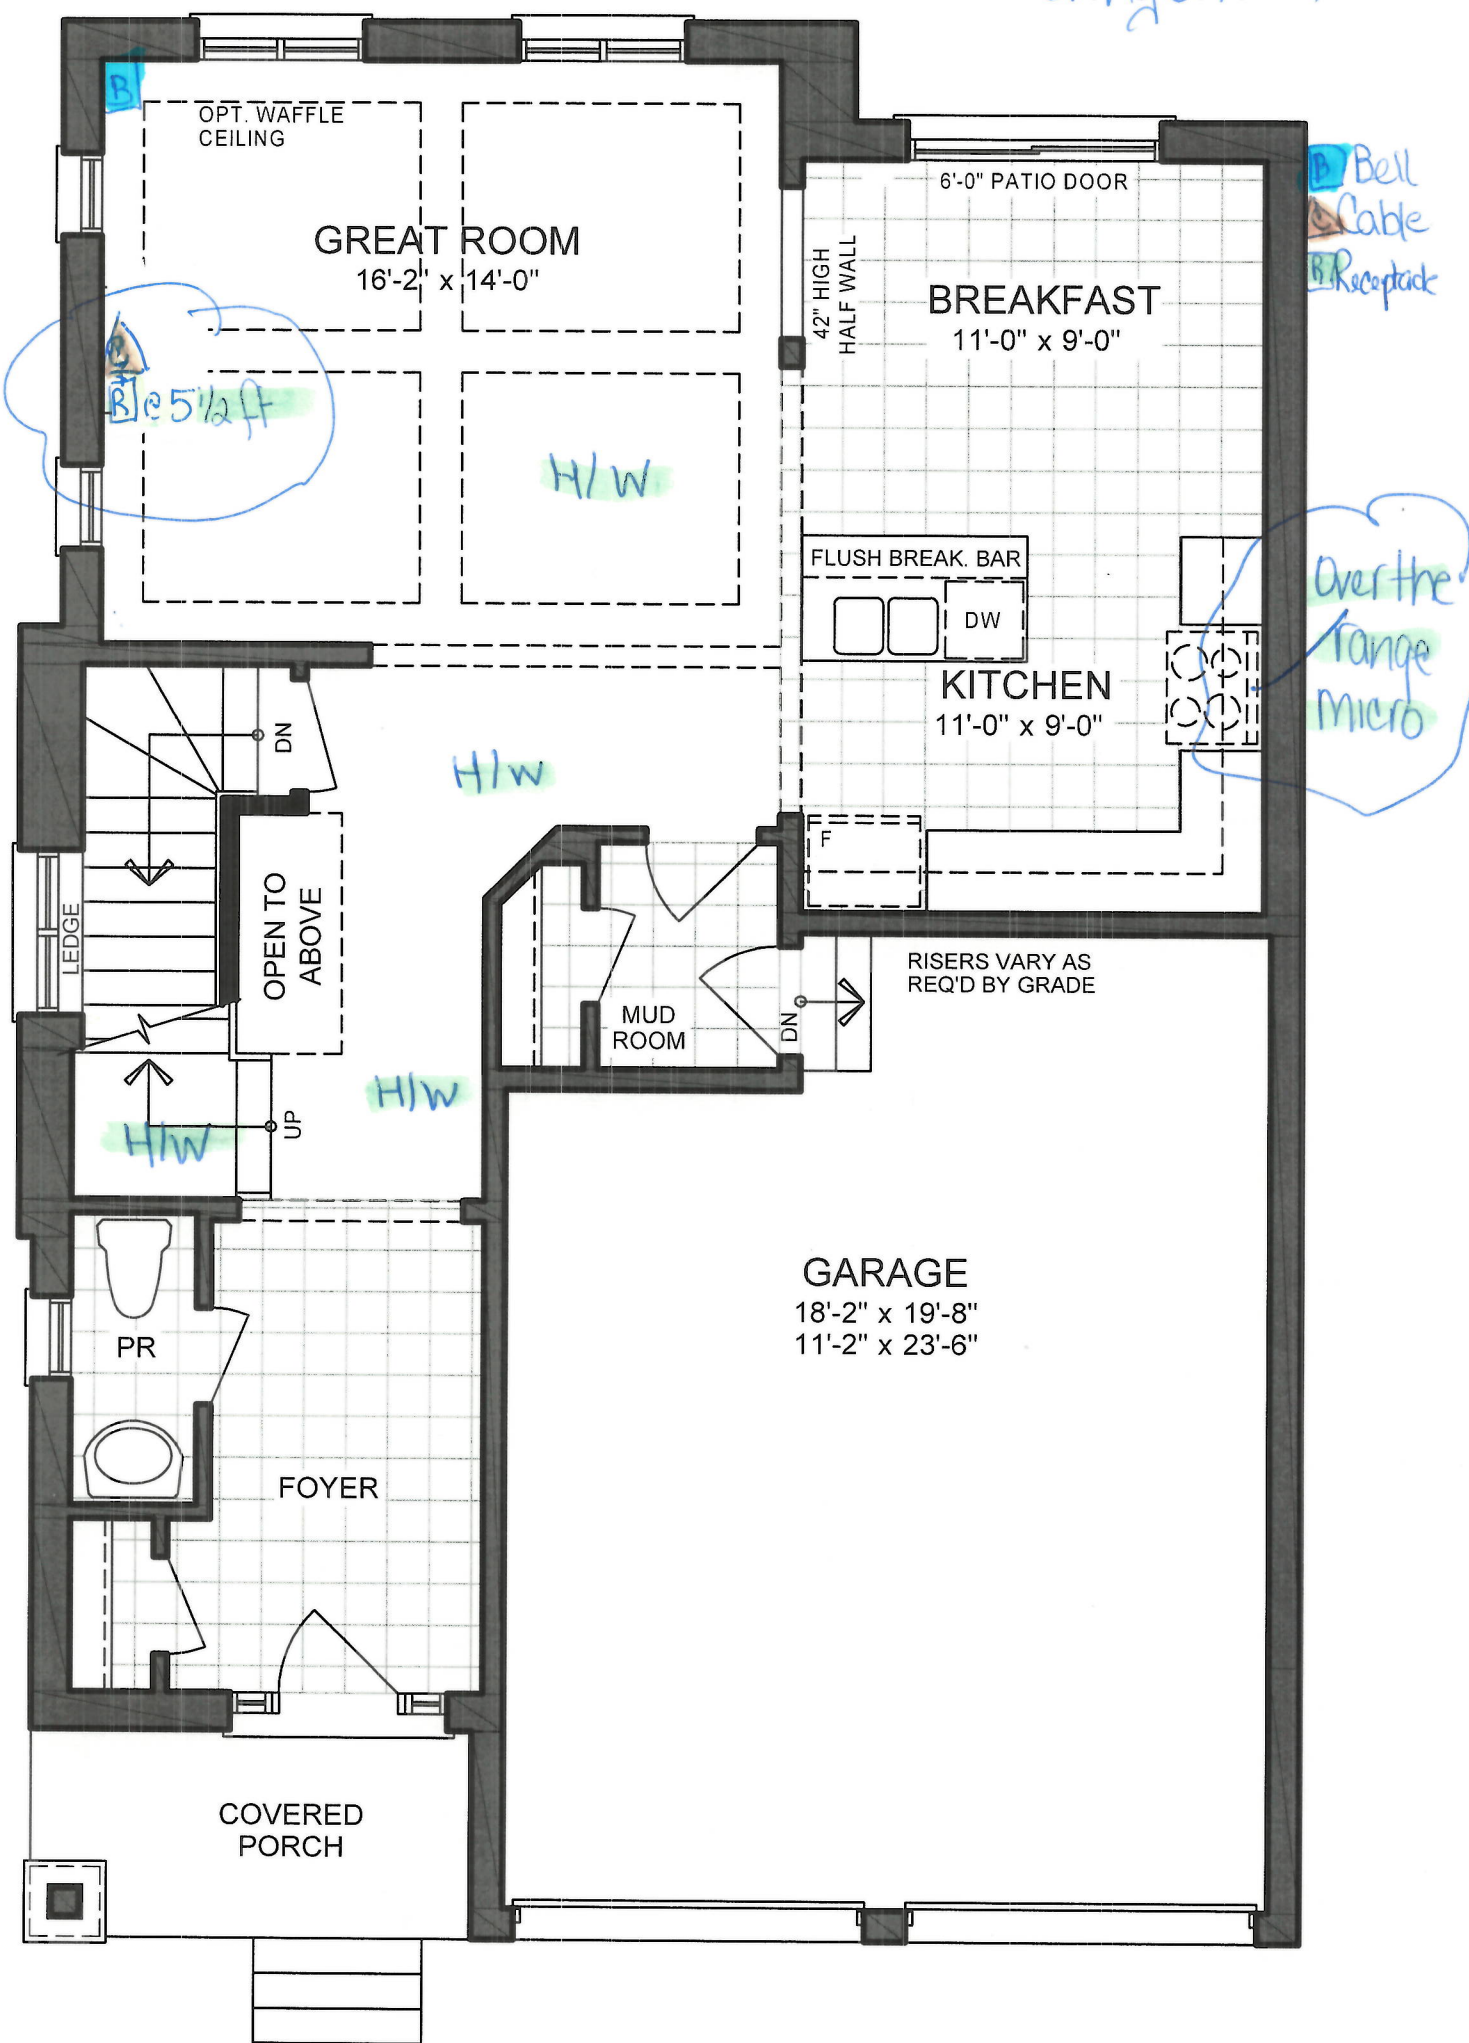 B
OPT. WAFFLE
CEILING
6'-0" PATIO DOOR
B Bell
C Cable
R Receptacle
GREAT ROOM
16'-2" x 14'-0"
42" HIGH
HALF WALL
BREAKFAST
11'-0" x 9'-0"
R @ 5 1/2 ft
H/W
FLUSH BREAK. BAR
DW
Over the
range
Micro
KITCHEN
11'-0" x 9'-0"
DN
H/W
F
OPEN TO
ABOVE
LEDGE
RISERS VARY AS
REQ'D BY GRADE
MUD
ROOM
DN
H/W
H/W
UP
GARAGE
18'-2" x 19'-8"
11'-2" x 23'-6"
PR
FOYER
COVERED
PORCH